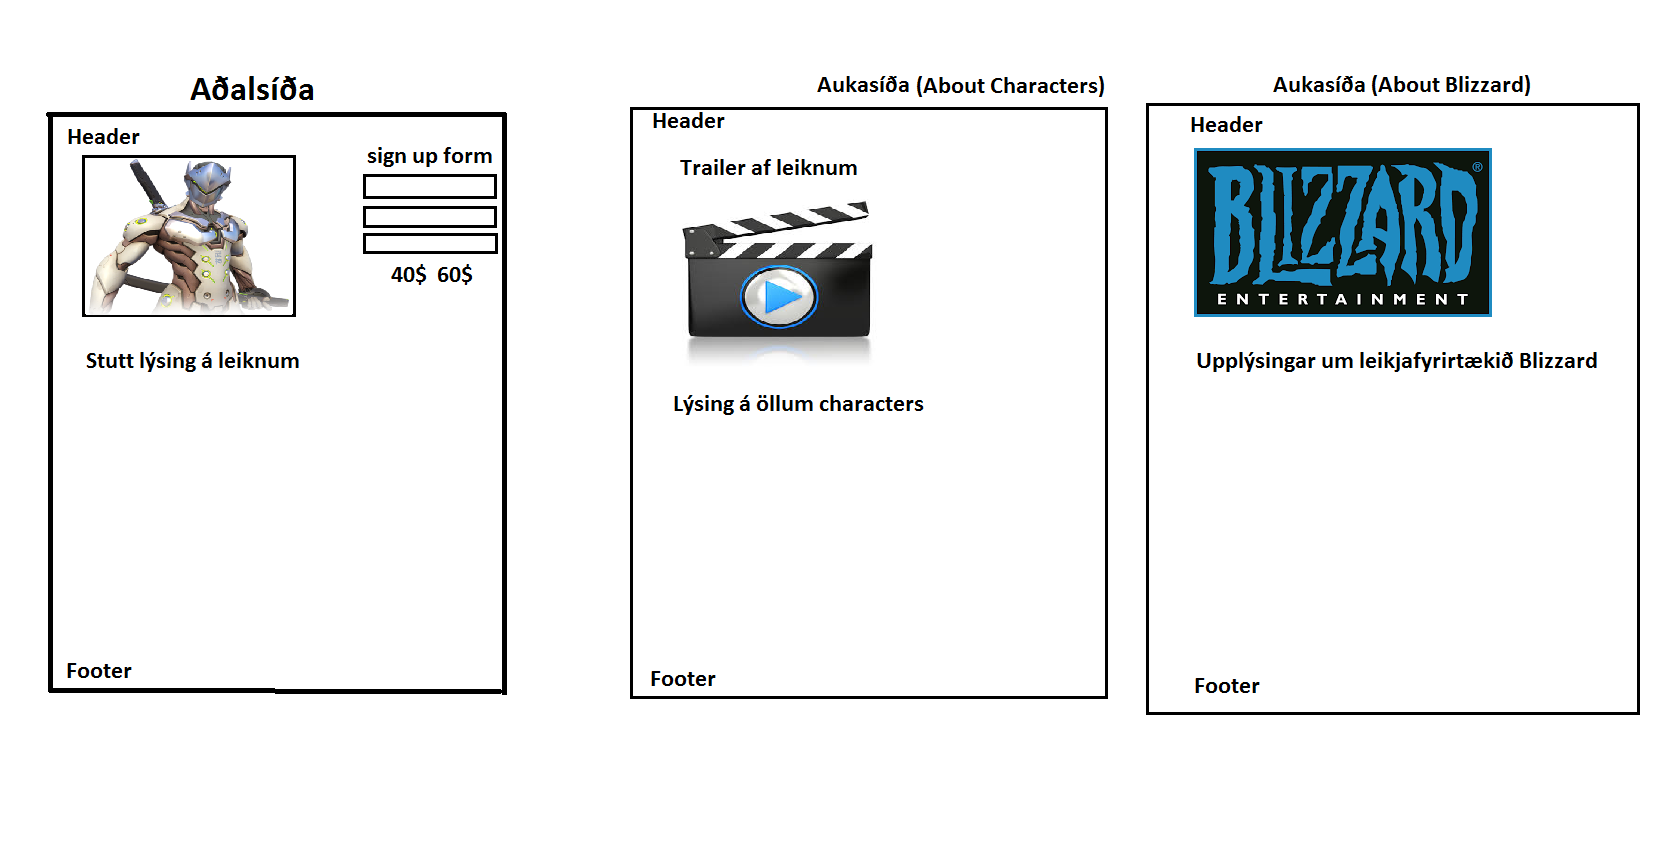 Aðalsíða
Header
sign up form
40$ 60$
Stutt lýsing á leiknum
Footer
Aukasíða (About Characters)
Header
Trailer af leiknum
Lýsing á öllum characters
Footer
Aukasíða (About Blizzard)
Header
BLIZZARD®
ENTERTAINMENT
Upplýsingar um leikjafyrirtækið Blizzard
Footer